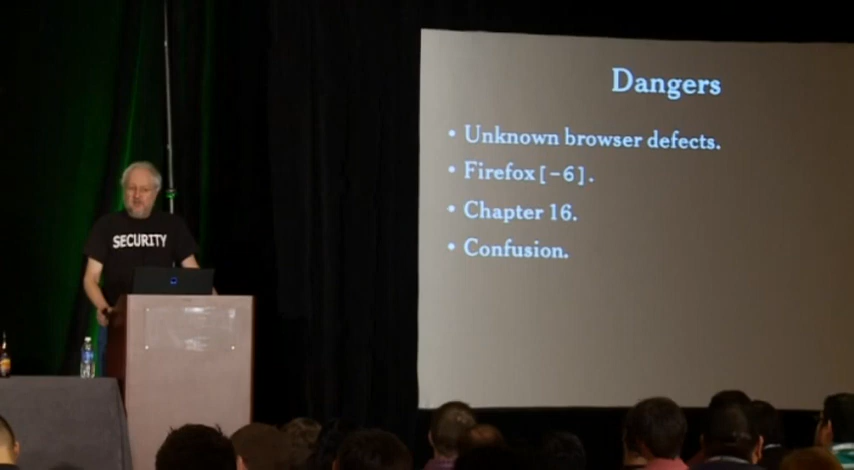 Dangers
• Unknown browser defects.
• Firefox[-6].
• Chapter 16.
• Confusion.
SECURITY